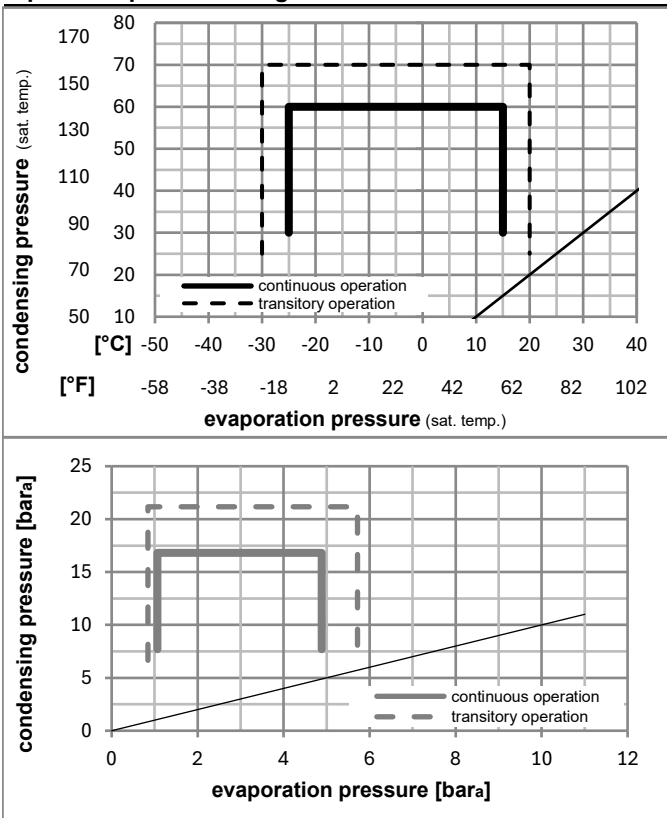 80
170
70
150
60
130
50
110
40
90
30
70
20
50
10
condensing pressure (sat. temp.)
continuous operation
transitory operation
[°C] -50 -40 -30 -20 -10 0 10 20 30 40
[°F] -58 -38 -18 2 22 42 62 82 102
evaporation pressure (sat. temp.)
25
20
15
10
5
0
condensing pressure [bara]
continuous operation
transitory operation
0 2 4 6 8 10 12
evaporation pressure [bara]